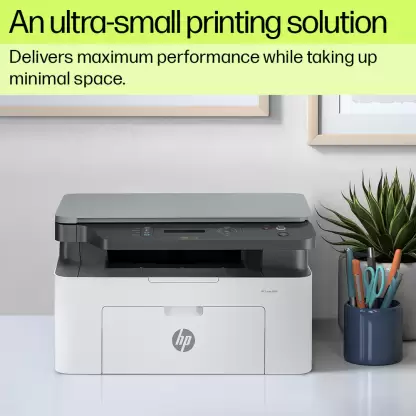 An ultra-small printing solution
Delivers maximum performance while taking up
minimal space.
hp